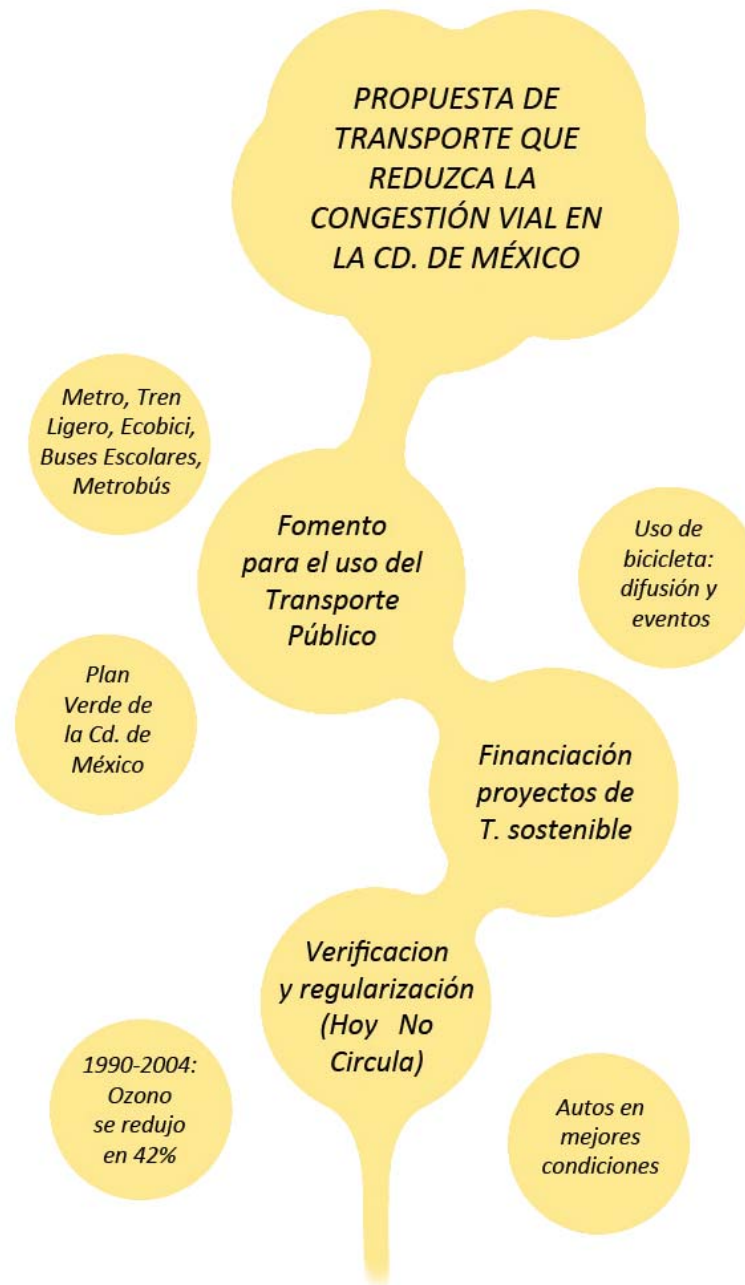 PROPUESTA DE
TRANSPORTE QUE
REDUZCA LA
CONGESTIÓN VIAL EN
LA CD. DE MÉXICO
Metro, Tren
Ligero, Ecobici,
Buses Escolares,
Metrobús
Fomento
para el uso del
Transporte
Público
Uso de
bicicleta:
difusión y
eventos
Plan
Verde de
la Cd. de
México
Financiación
proyectos de
T. sostenible
Verificacion
y regularización
(Hoy No
Circula)
1990-2004:
Ozono
se redujo
en 42%
Autos en
mejores
condiciones